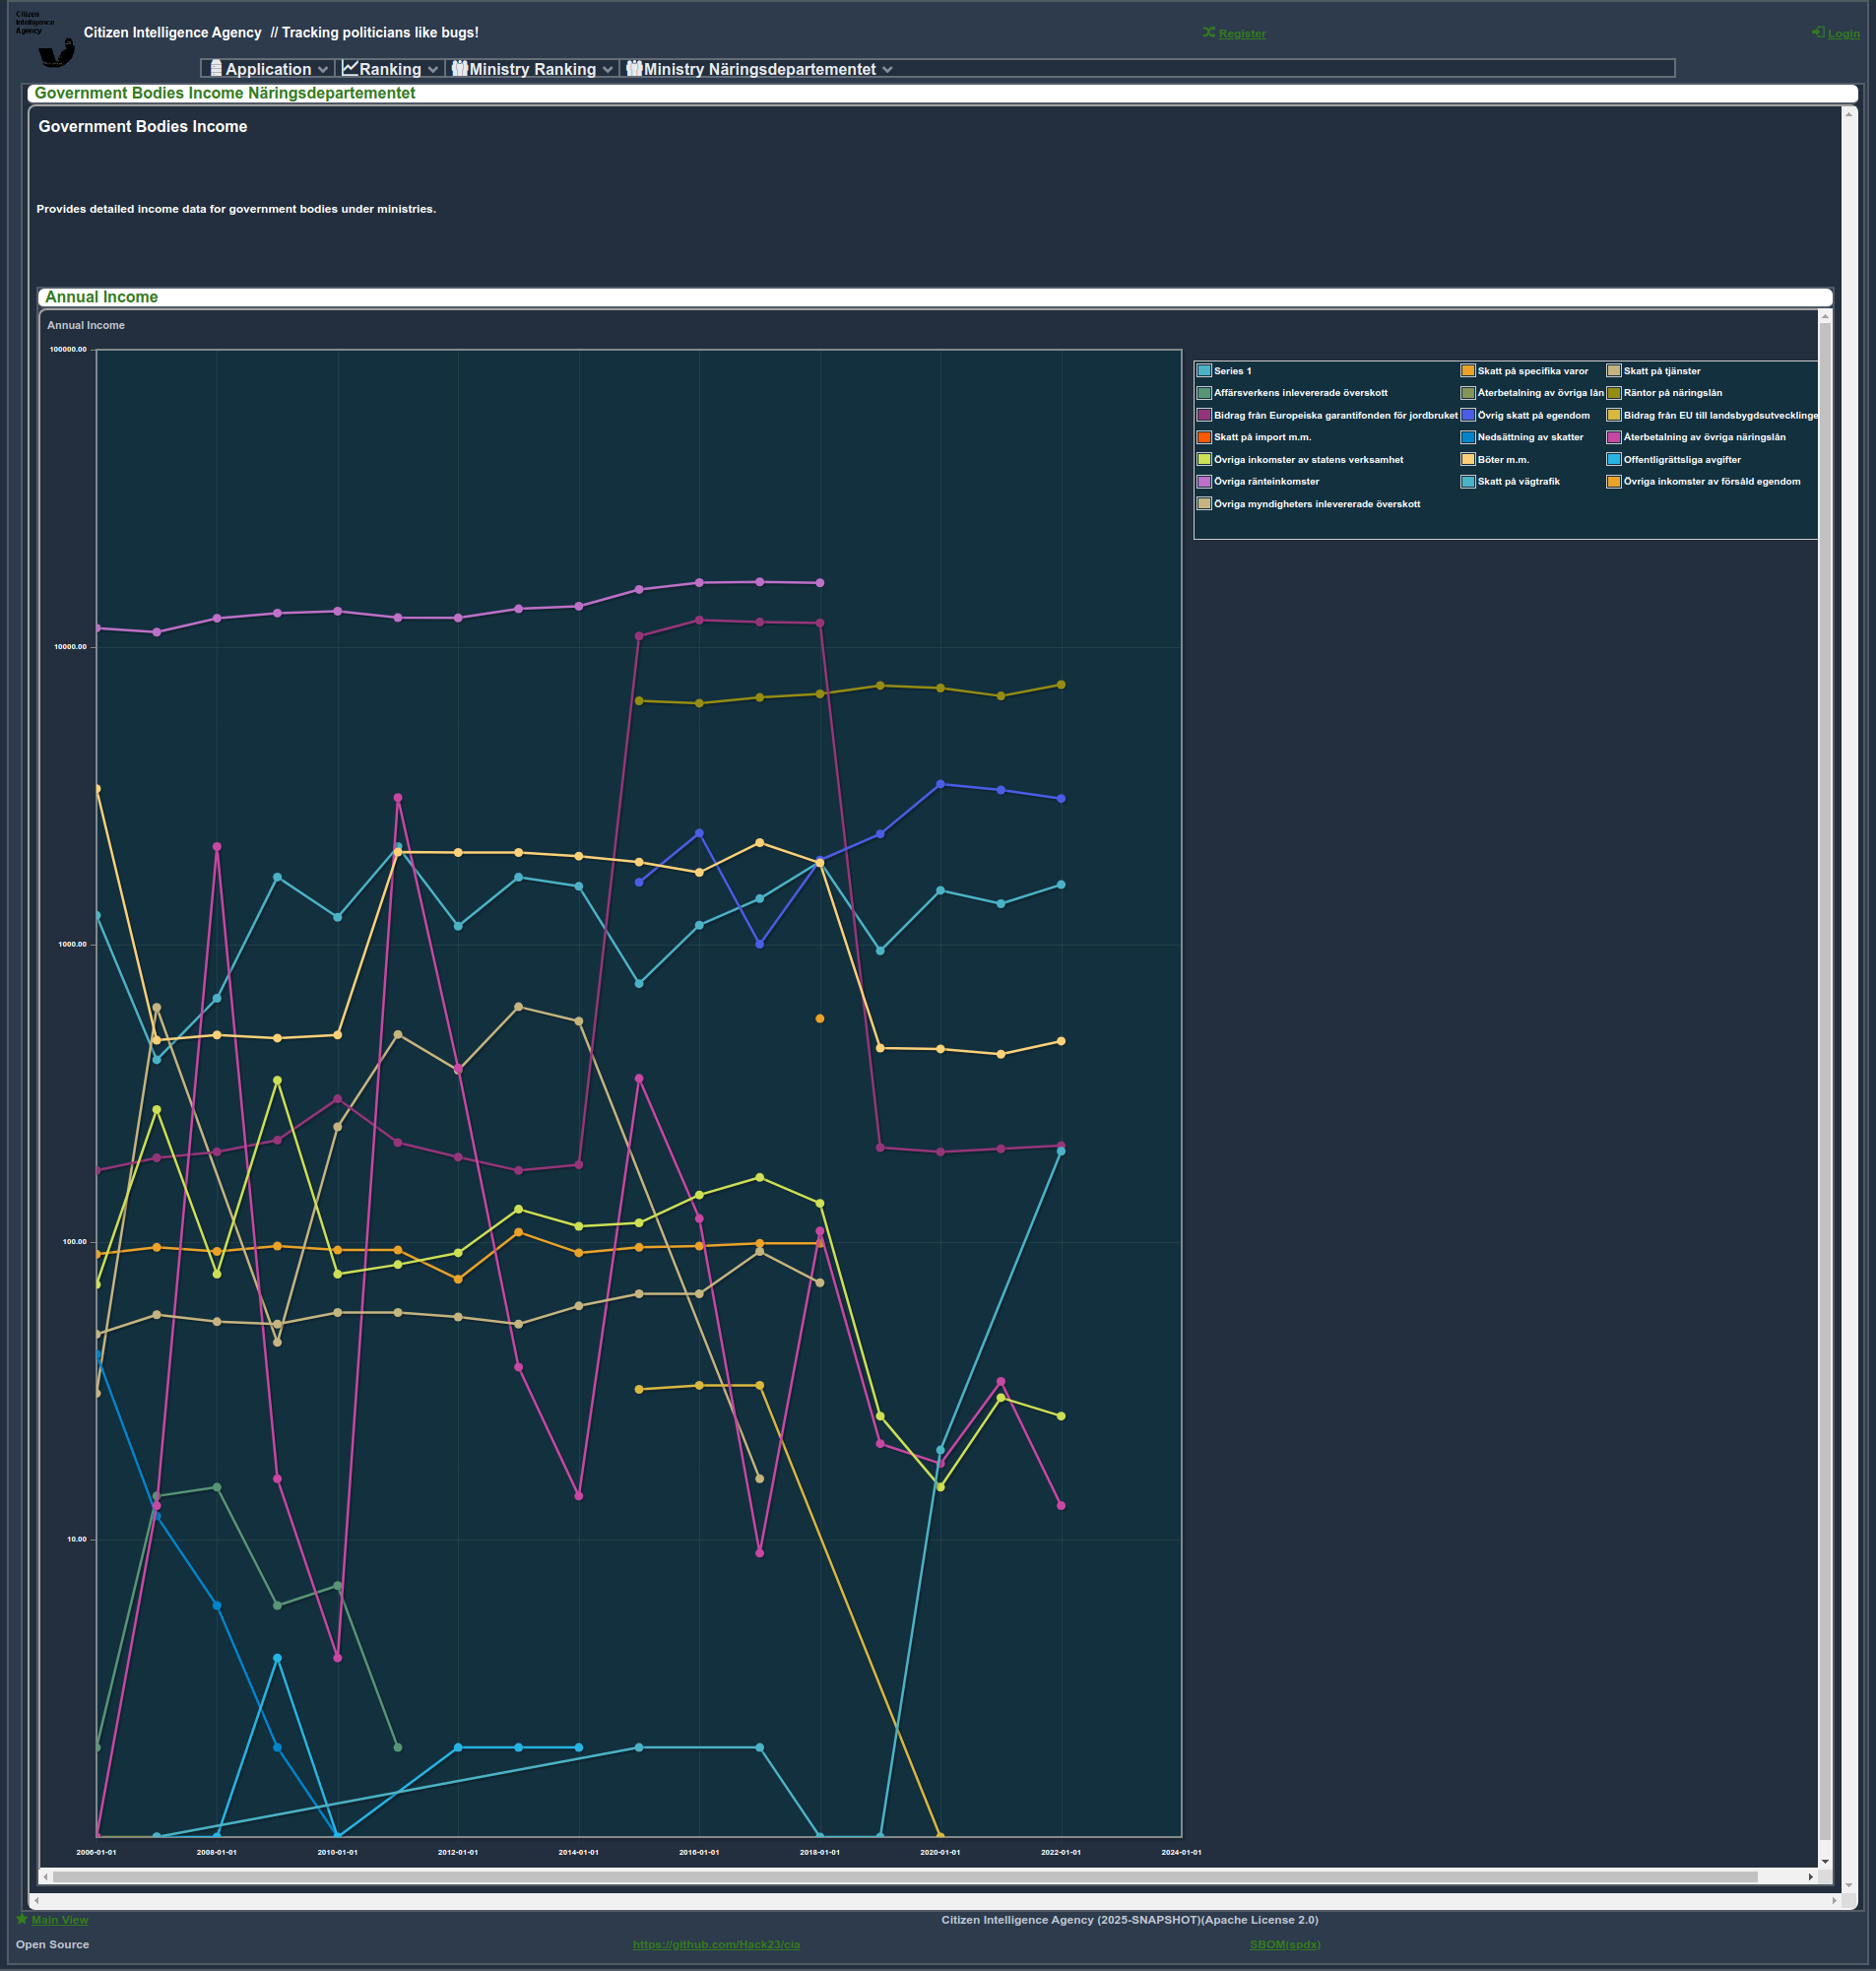 Citizen
Intelligence
Agency
Citizen Intelligence Agency // Tracking politicians like bugs!
Register
Login
Application
Ranking
Ministry Ranking
Ministry Näringsdepartementet
Government Bodies Income Näringsdepartementet
Government Bodies Income
Provides detailed income data for government bodies under ministries.
Annual Income
Annual Income
100000.00
10000.00
1000.00
100.00
10.00
2006-01-01
2008-01-01
2010-01-01
2012-01-01
2014-01-01
2016-01-01
2018-01-01
2020-01-01
2022-01-01
2024-01-01
Series 1
Skatt på specifika varor
Skatt på tjänster
Affärsverkens inlevererade överskott
Återbetalning av övriga lån
Räntor på näringslån
Bidrag från Europeiska garantifonden för jordbruket
Övrig skatt på egendom
Bidrag från EU till landsbygdsutvecklinge
Skatt på import m.m.
Nedsättning av skatter
Återbetalning av övriga näringslån
Övriga inkomster av statens verksamhet
Böter m.m.
Offentligrättsliga avgifter
Övriga ränteinkomster
Skatt på vägtrafik
Övriga inkomster av försåld egendom
Övriga myndigheters inlevererade överskott
Main View
Citizen Intelligence Agency (2025-SNAPSHOT)(Apache License 2.0)
Open Source
https://github.com/Hack23/cia
SBOM(spdx)